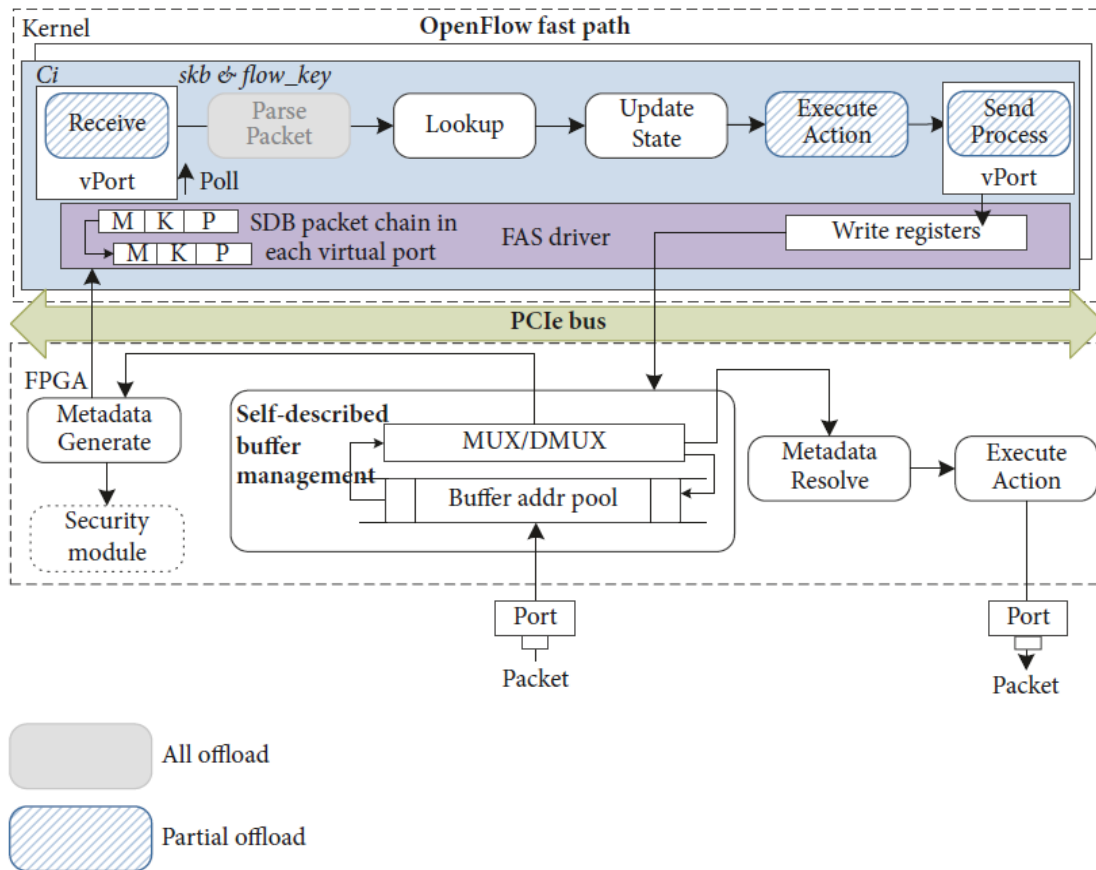 Kernel
OpenFlow fast path
Ci
skb & flow_key
Receive
Parse
Packet
Lookup
Update
State
Execute
Action
Send
Process
vPort
Poll
vPort
M K P
SDB packet chain in
M K P
each virtual port
FAS driver
Write registers
PCIe bus
FPGA
Metadata
Generate
Security
module
Self-described
buffer
management
MUX/DMUX
Buffer addr pool
Metadata
Resolve
Execute
Action
Port
Packet
Port
Packet
All offload
Partial offload